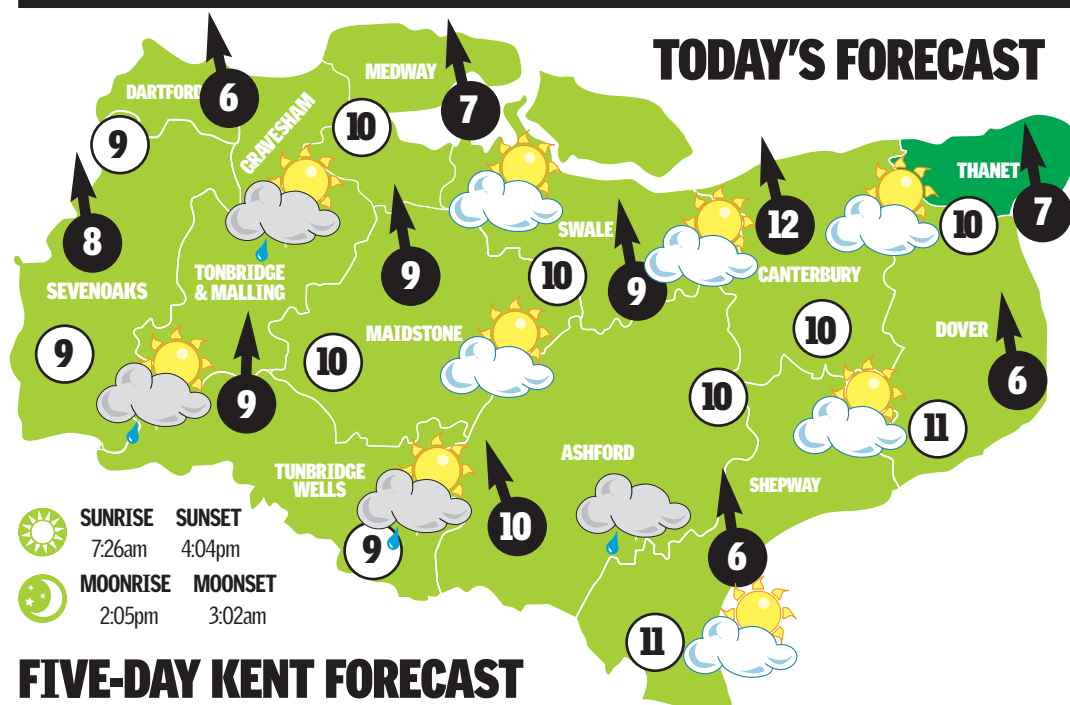 TODAY'S FORECAST
MEDWAY
DARTFORD
6
7
GRAVESHAM
10
9
THANET
10
7
8
SWALE
12
SEVENOAKS
TONBRIDGE
& MALLING
9
10
9
CANTERBURY
MAIDSTONE
10
DOVER
9
10
9
10
6
11
TUNBRIDGE
WELLS
ASHFORD
SHEPWAY
9
10
6
11
SUNRISE SUNSET
7:26am 4:04pm
MOONRISE MOONSET
2:05pm 3:02am
FIVE-DAY KENT FORECAST